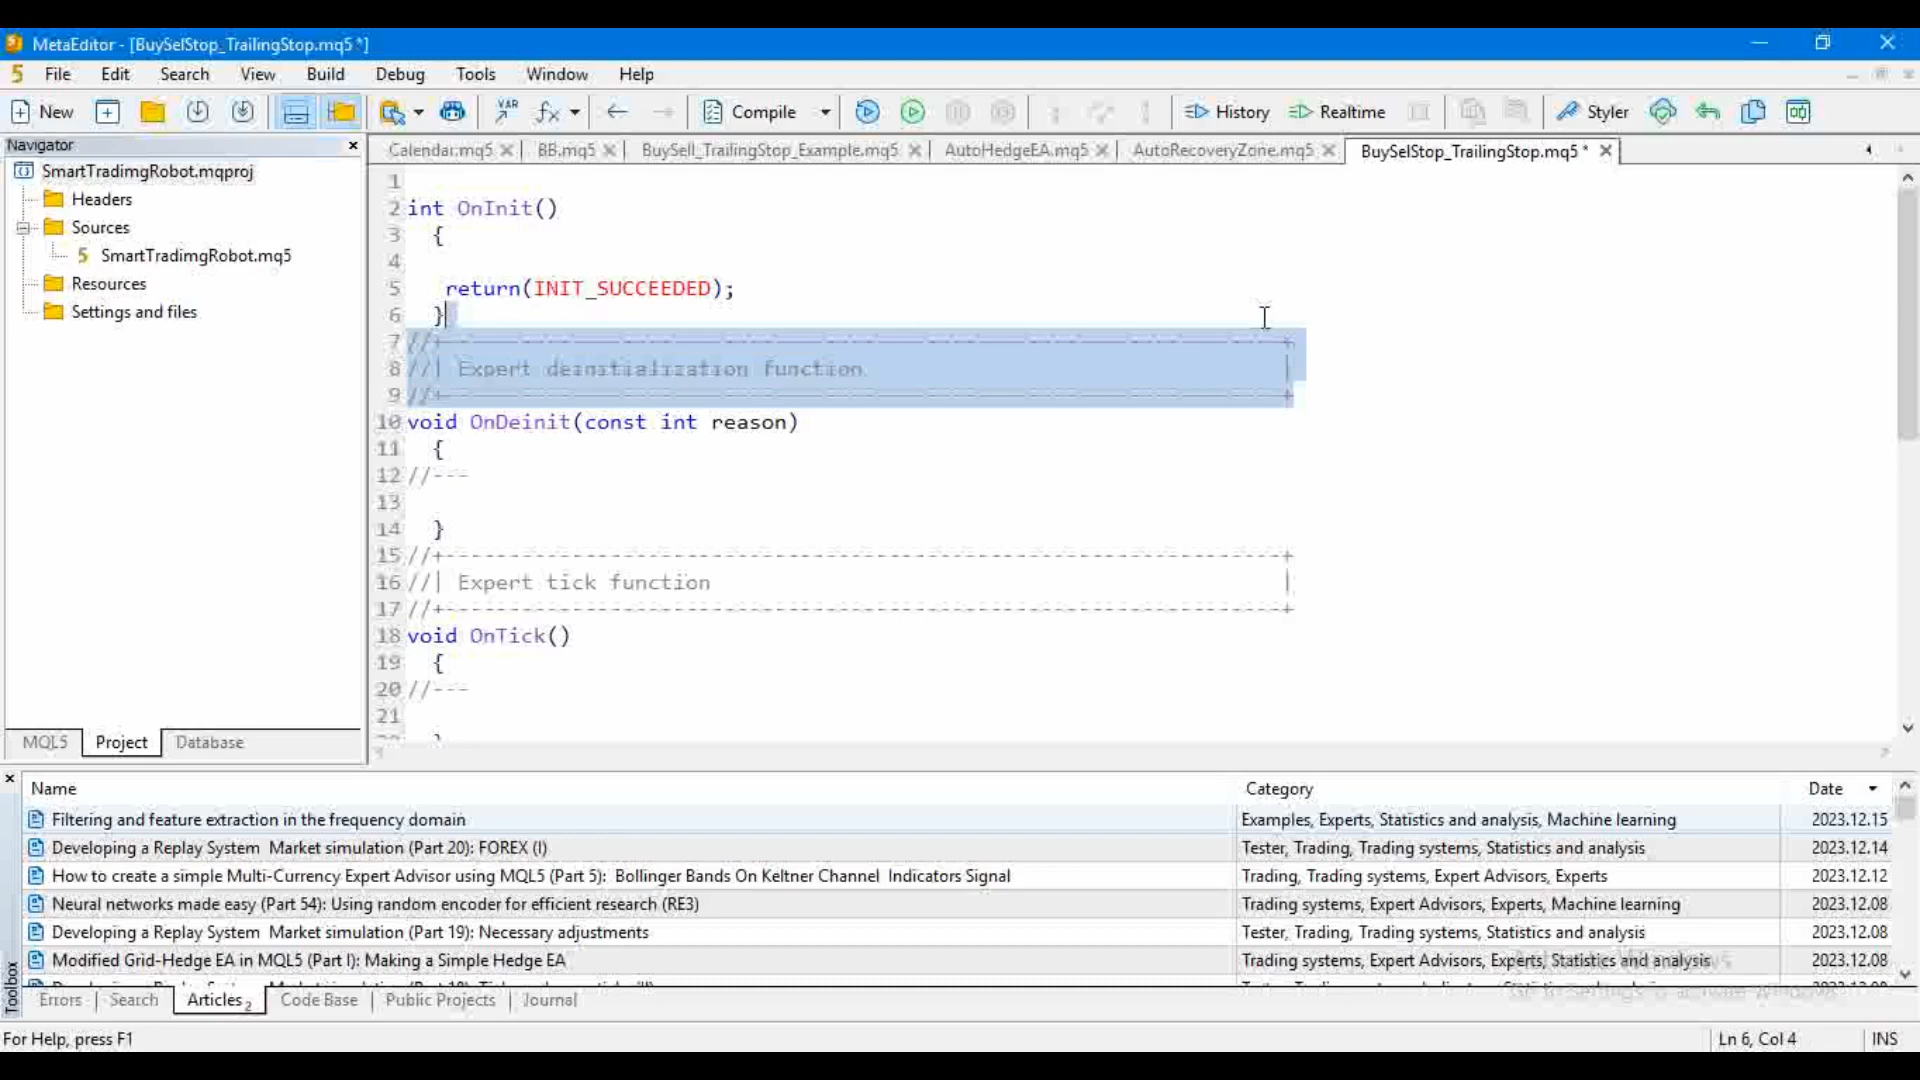 MetaEditor - [BuySelStop_TrailingStop.mq5 *]
5 File Edit Search View Build Debug Tools Window Help
New VAR Compile History Realtime Styler
Navigator
SmartTradimgRobot.mqproj
Headers
Sources
5 SmartTradimgRobot.mq5
Resources
Settings and files
MQL5 Project Database
Calendar.mq5 BB.mq5 BuySell_TrailingStop_Example.mq5 AutoHedgeEA.mq5 AutoRecoveryZone.mq5 BuySelStop_TrailingStop.mq5 *
1
2 int OnInit()
3 {
4
5 return(INIT_SUCCEEDED);
6 }
7 //+------------------------------------------------------------------+
8 //| Expert deinitialization function |
9 //+------------------------------------------------------------------+
10 void OnDeinit(const int reason)
11 {
12 //---
13
14 }
15 //+------------------------------------------------------------------+
16 //| Expert tick function |
17 //+------------------------------------------------------------------+
18 void OnTick()
19 {
20 //---
21
Name Category Date
Filtering and feature extraction in the frequency domain Examples, Experts, Statistics and analysis, Machine learning 2023.12.15
Developing a Replay System Market simulation (Part 20): FOREX (I) Tester, Trading, Trading systems, Statistics and analysis 2023.12.14
How to create a simple Multi-Currency Expert Advisor using MQL5 (Part 5): Bollinger Bands On Keltner Channel Indicators Signal Trading, Trading systems, Expert Advisors, Experts 2023.12.12
Neural networks made easy (Part 54): Using random encoder for efficient research (RE3) Trading systems, Expert Advisors, Experts, Machine learning 2023.12.08
Developing a Replay System Market simulation (Part 19): Necessary adjustments Tester, Trading, Trading systems, Statistics and analysis 2023.12.08
Modified Grid-Hedge EA in MQL5 (Part I): Making a Simple Hedge EA Trading systems, Expert Advisors, Experts, Statistics and analysis 2023.12.08
Toolbox
Errors Search Articles 2 Code Base Public Projects Journal
For Help, press F1 Ln 6, Col 4 INS